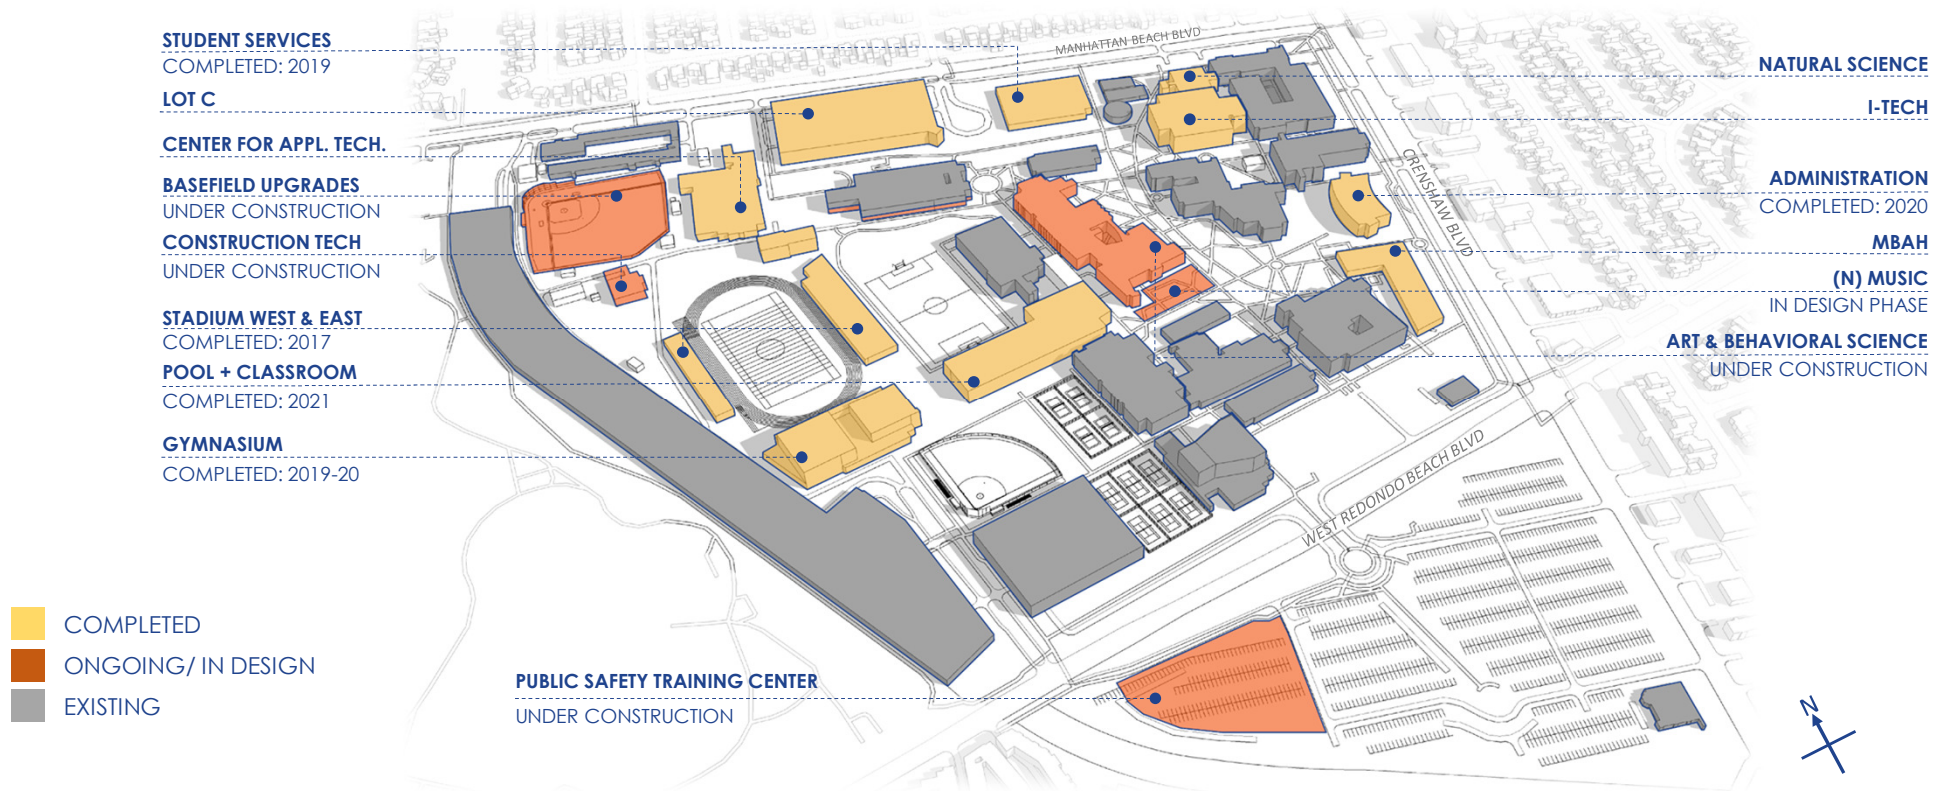 STUDENT SERVICES
COMPLETED: 2019
LOT C
CENTER FOR APPL. TECH.
BASEFIELD UPGRADES
UNDER CONSTRUCTION
CONSTRUCTION TECH
UNDER CONSTRUCTION
STADIUM WEST & EAST
COMPLETED: 2017
POOL + CLASSROOM
COMPLETED: 2021
GYMNASIUM
COMPLETED: 2019-20
MANHATTAN BEACH BLVD
CRENSHAW BLVD
WEST REDONDO BEACH BLVD
NATURAL SCIENCE
I-TECH
ADMINISTRATION
COMPLETED: 2020
MBAH
(N) MUSIC
IN DESIGN PHASE
ART & BEHAVIORAL SCIENCE
UNDER CONSTRUCTION
COMPLETED
ONGOING/ IN DESIGN
EXISTING
PUBLIC SAFETY TRAINING CENTER
UNDER CONSTRUCTION
N